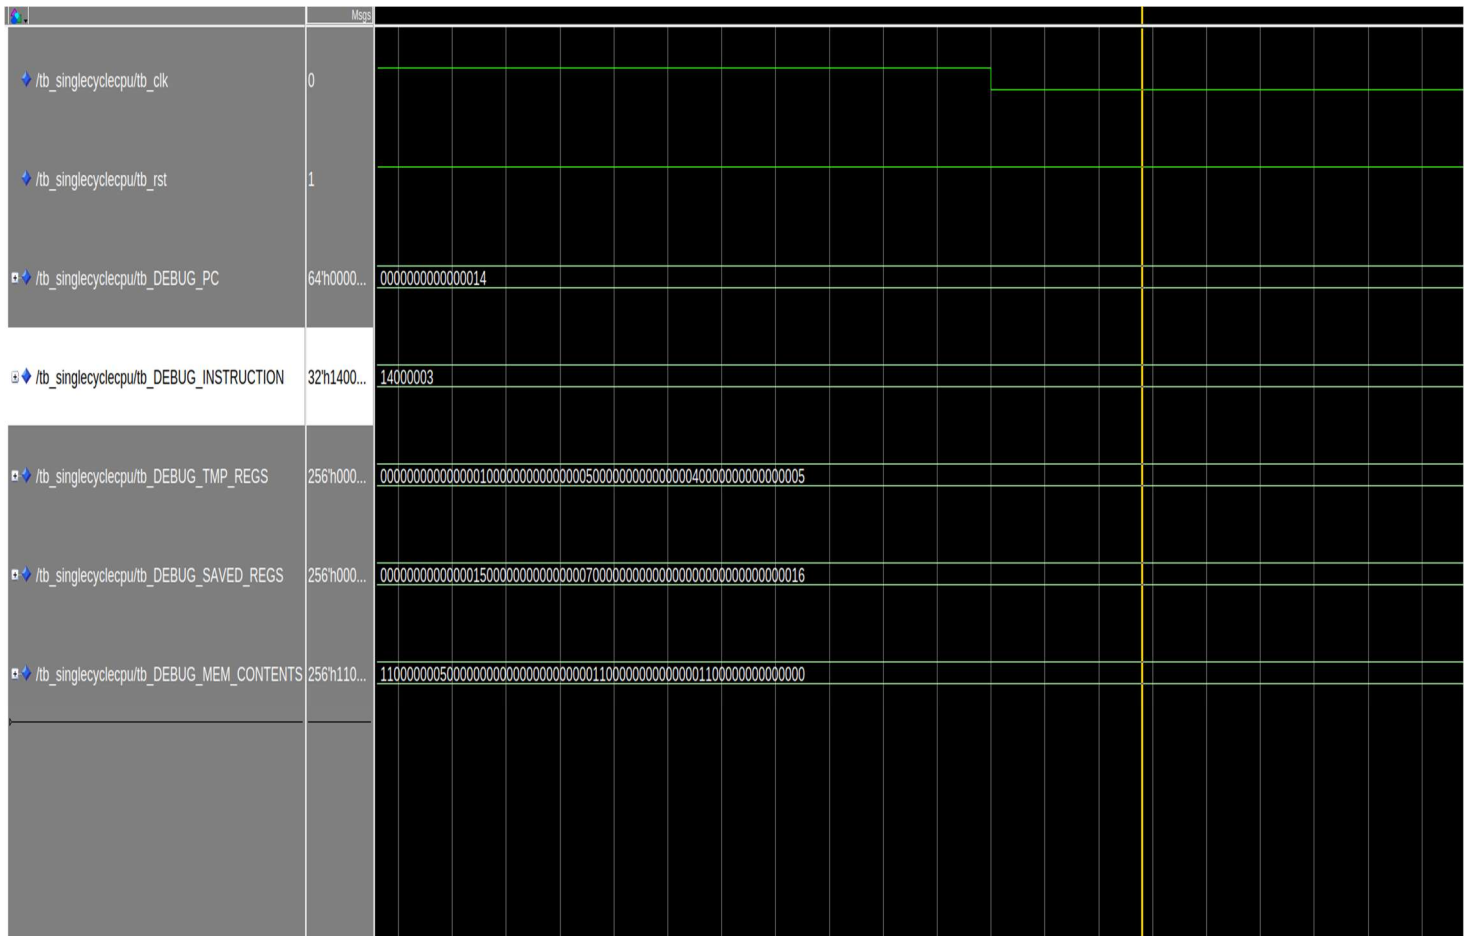 Msgs
/tb_singlecyclecpu/tb_clk 0
/tb_singlecyclecpu/tb_rst 1
/tb_singlecyclecpu/tb_DEBUG_PC 64'h0000... 0000000000000014
/tb_singlecyclecpu/tb_DEBUG_INSTRUCTION 32'h1400... 14000003
/tb_singlecyclecpu/tb_DEBUG_TMP_REGS 256'h000... 0000000000000001000000000000000500000000000000040000000000000005
/tb_singlecyclecpu/tb_DEBUG_SAVED_REGS 256'h000... 0000000000000015000000000000000700000000000000000000000000000016
/tb_singlecyclecpu/tb_DEBUG_MEM_CONTENTS 256'h110... 1100000005000000000000000000000011000000000000001100000000000000